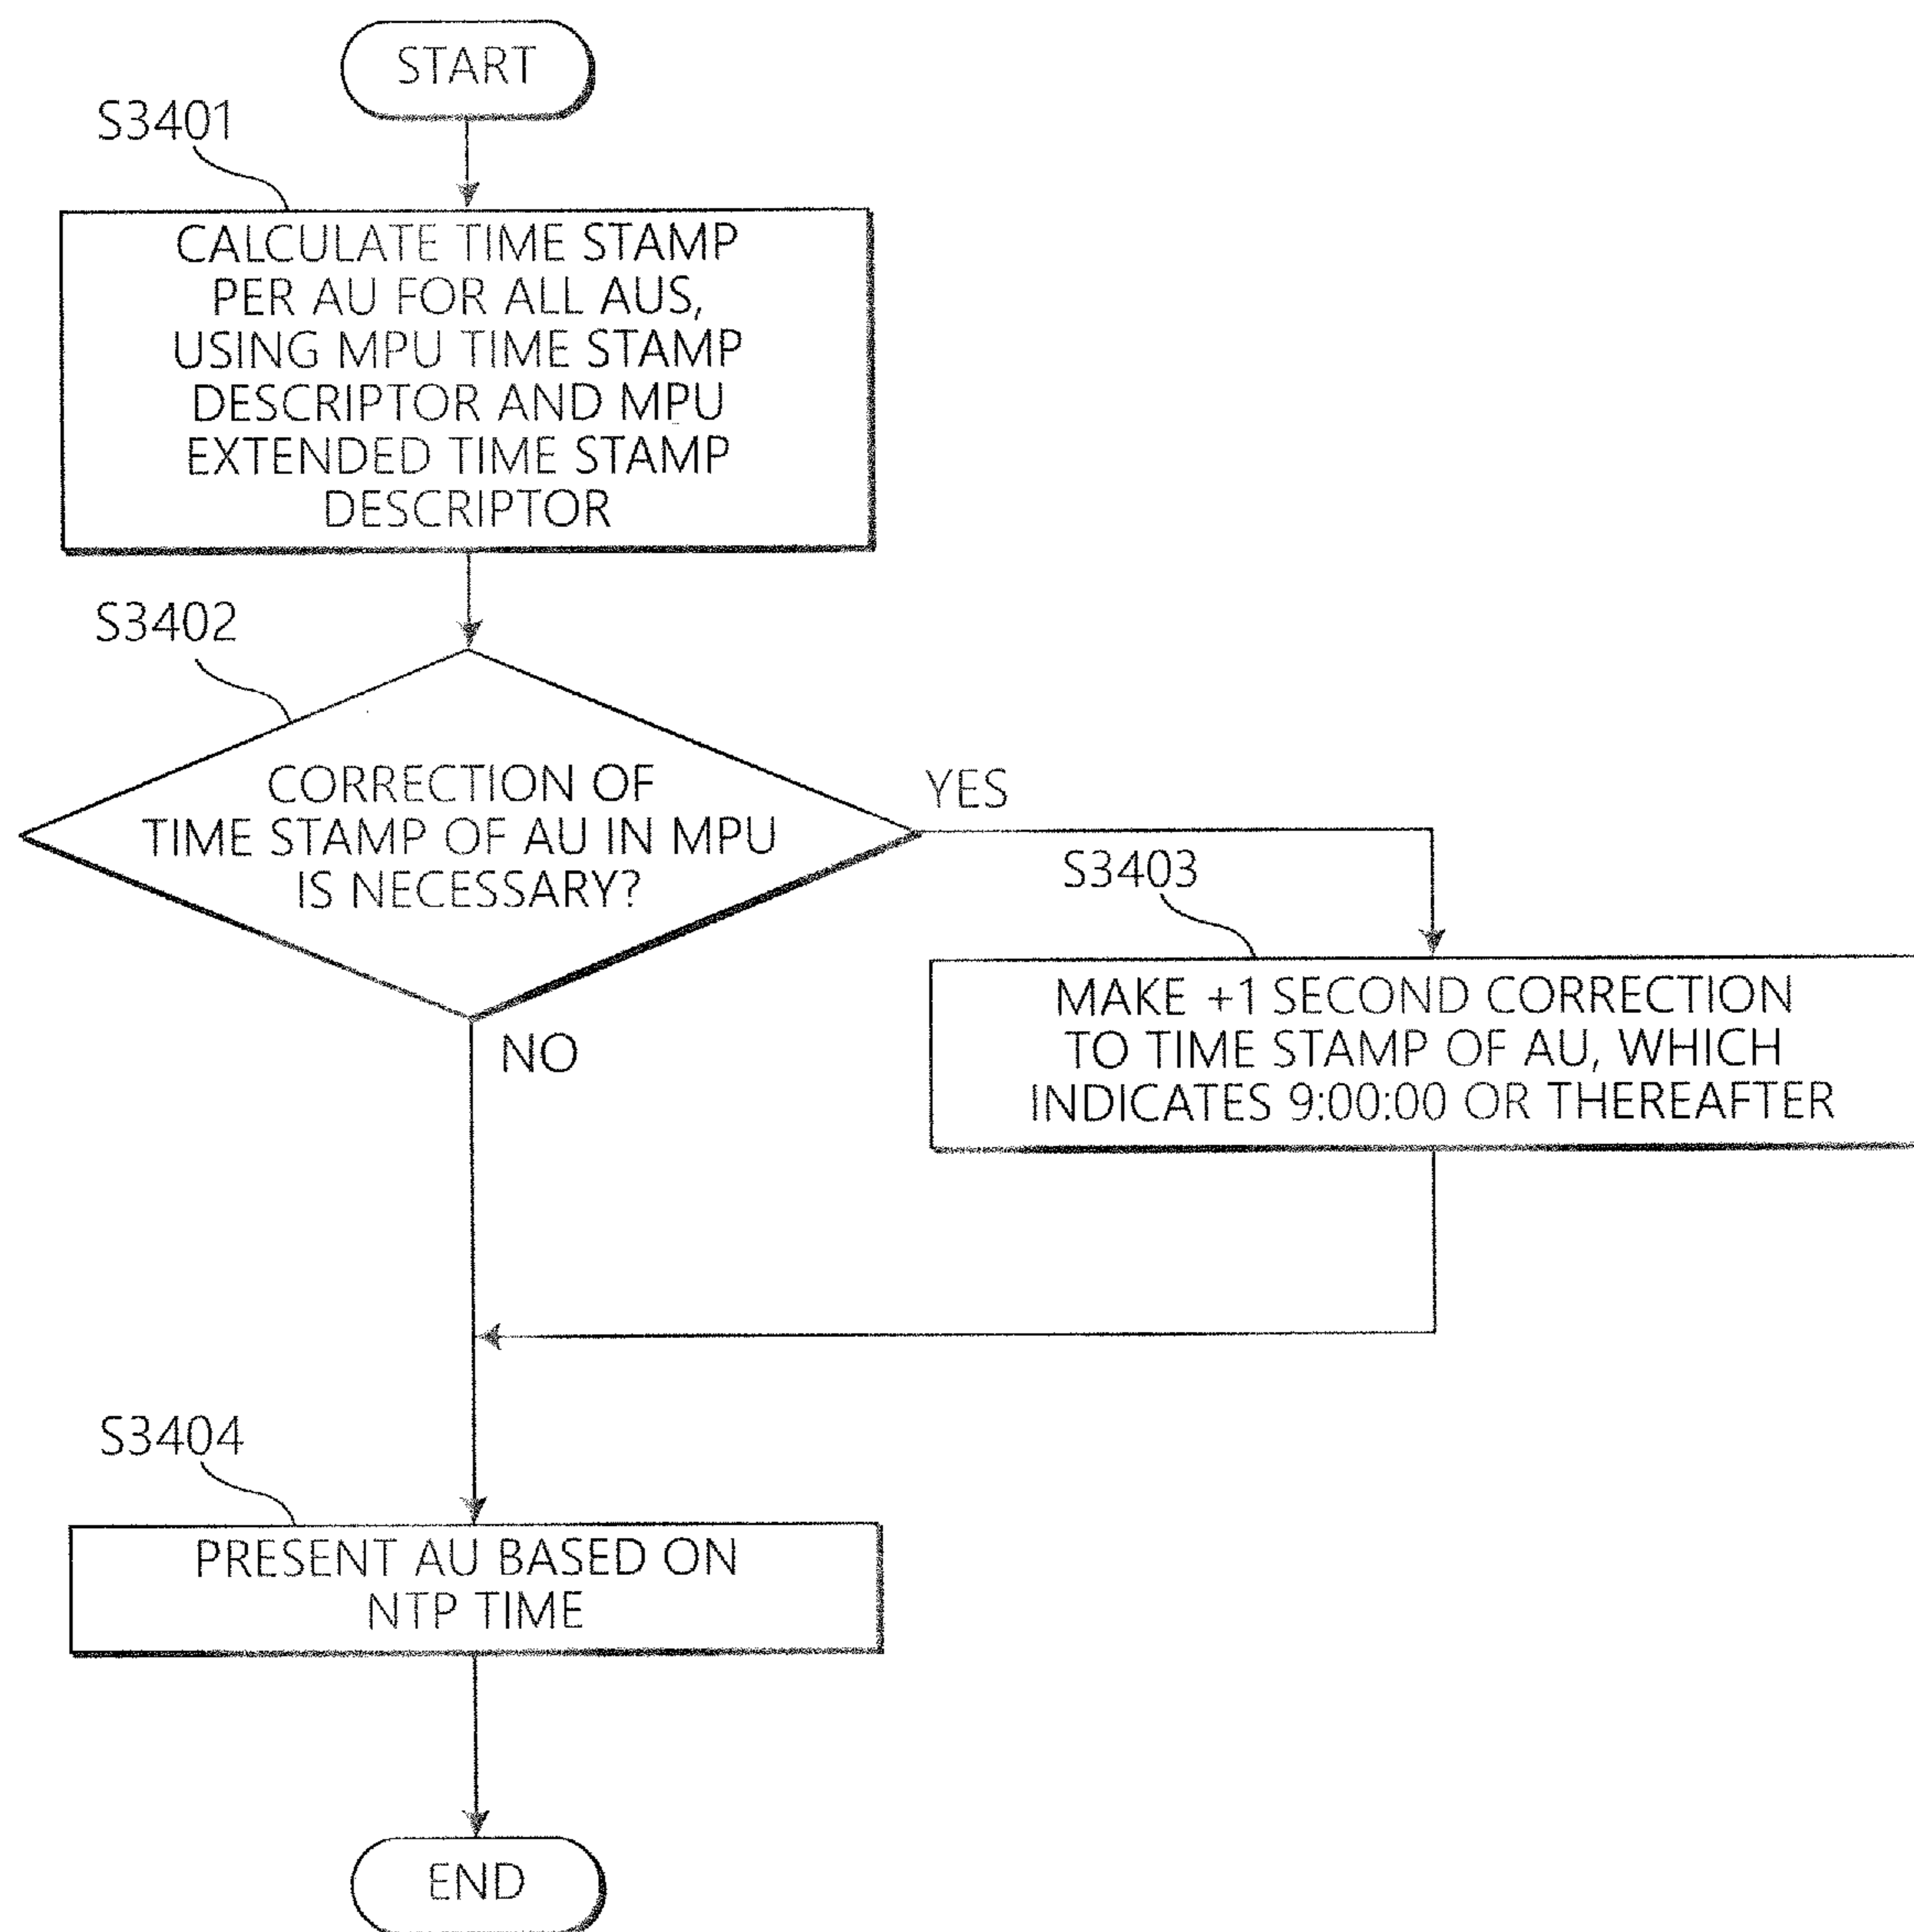 START
S3401
CALCULATE TIME STAMP
PER AU FOR ALL AUS,
USING MPU TIME STAMP
DESCRIPTOR AND MPU
EXTENDED TIME STAMP
DESCRIPTOR
S3402
CORRECTION OF
TIME STAMP OF AU IN MPU
IS NECESSARY?
YES
NO
S3403
MAKE +1 SECOND CORRECTION
TO TIME STAMP OF AU, WHICH
INDICATES 9:00:00 OR THEREAFTER
S3404
PRESENT AU BASED ON
NTP TIME
END